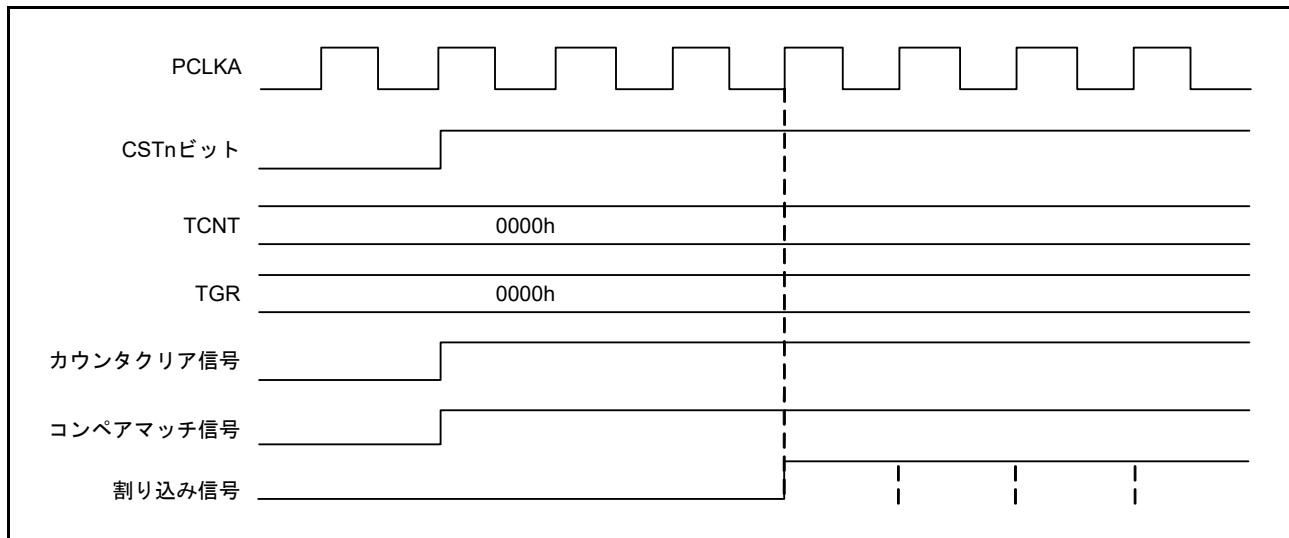 PCLKA
CSTnビット
TCNT
0000h
TGR
0000h
カウンタクリア信号
コンペアマッチ信号
割り込み信号